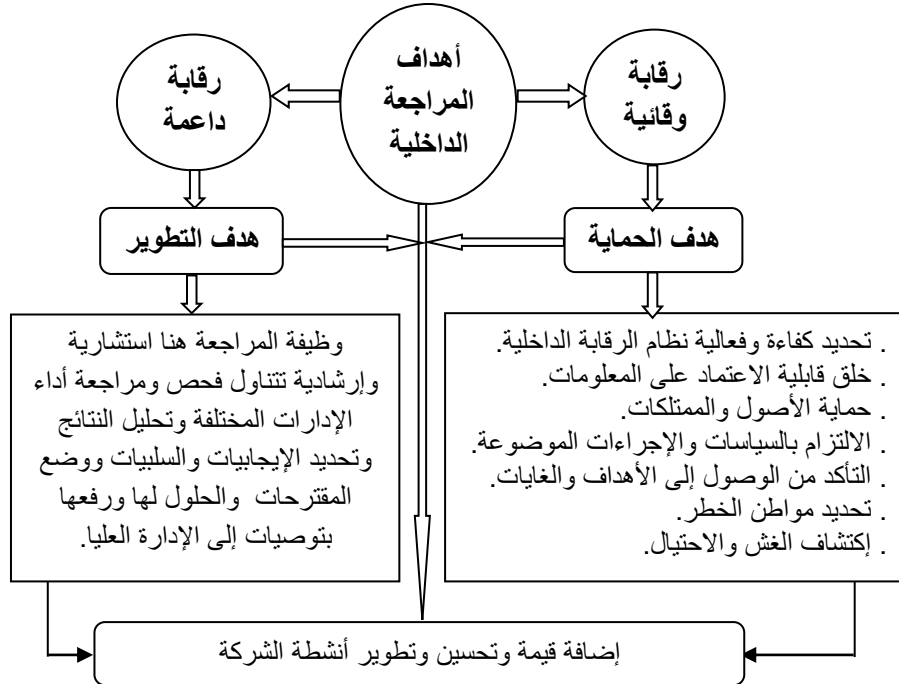 أهداف
المراجعة
الداخلية
رقابة
وقائية
رقابة
داعمة
هدف الحماية
هدف التطوير
. تحديد كفاءة وفعالية نظام الرقابة الداخلية.
. خلق قابلية الاعتماد على المعلومات.
. حماية الأصول والممتلكات.
. الالتزام بالسياسات والإجراءات الموضوعة.
. التأكد من الوصول إلى الأهداف والغايات.
. تحديد مواطن الخطر.
. إكتشاف الغش والاحتيال.
وظيفة المراجعة هنا استشارية
وإرشادية تتناول فحص ومراجعة أداء
الإدارات المختلفة وتحليل النتائج
وتحديد الإيجابيات والسلبيات ووضع
المقترحات والحلول لها ورفعها
بتوصيات إلى الإدارة العليا.
إضافة قيمة وتحسين وتطوير أنشطة الشركة